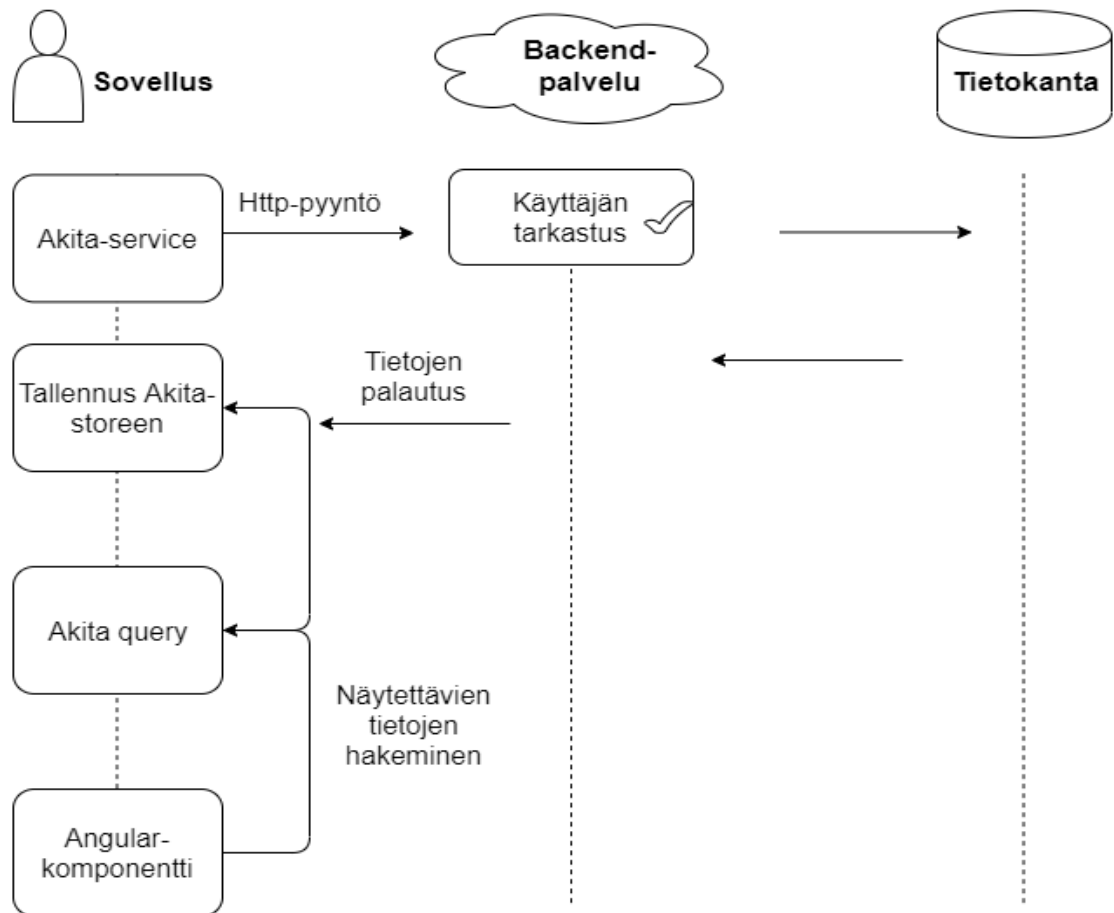 Sovellus
Backend-
palvelu
Tietokanta
Akita-service
Http-pyyntö
Käyttäjän
tarkastus
Tallennus Akita-
storeen
Tietojen
palautus
Akita query
Näytettävien
tietojen
hakeminen
Angular-
komponentti